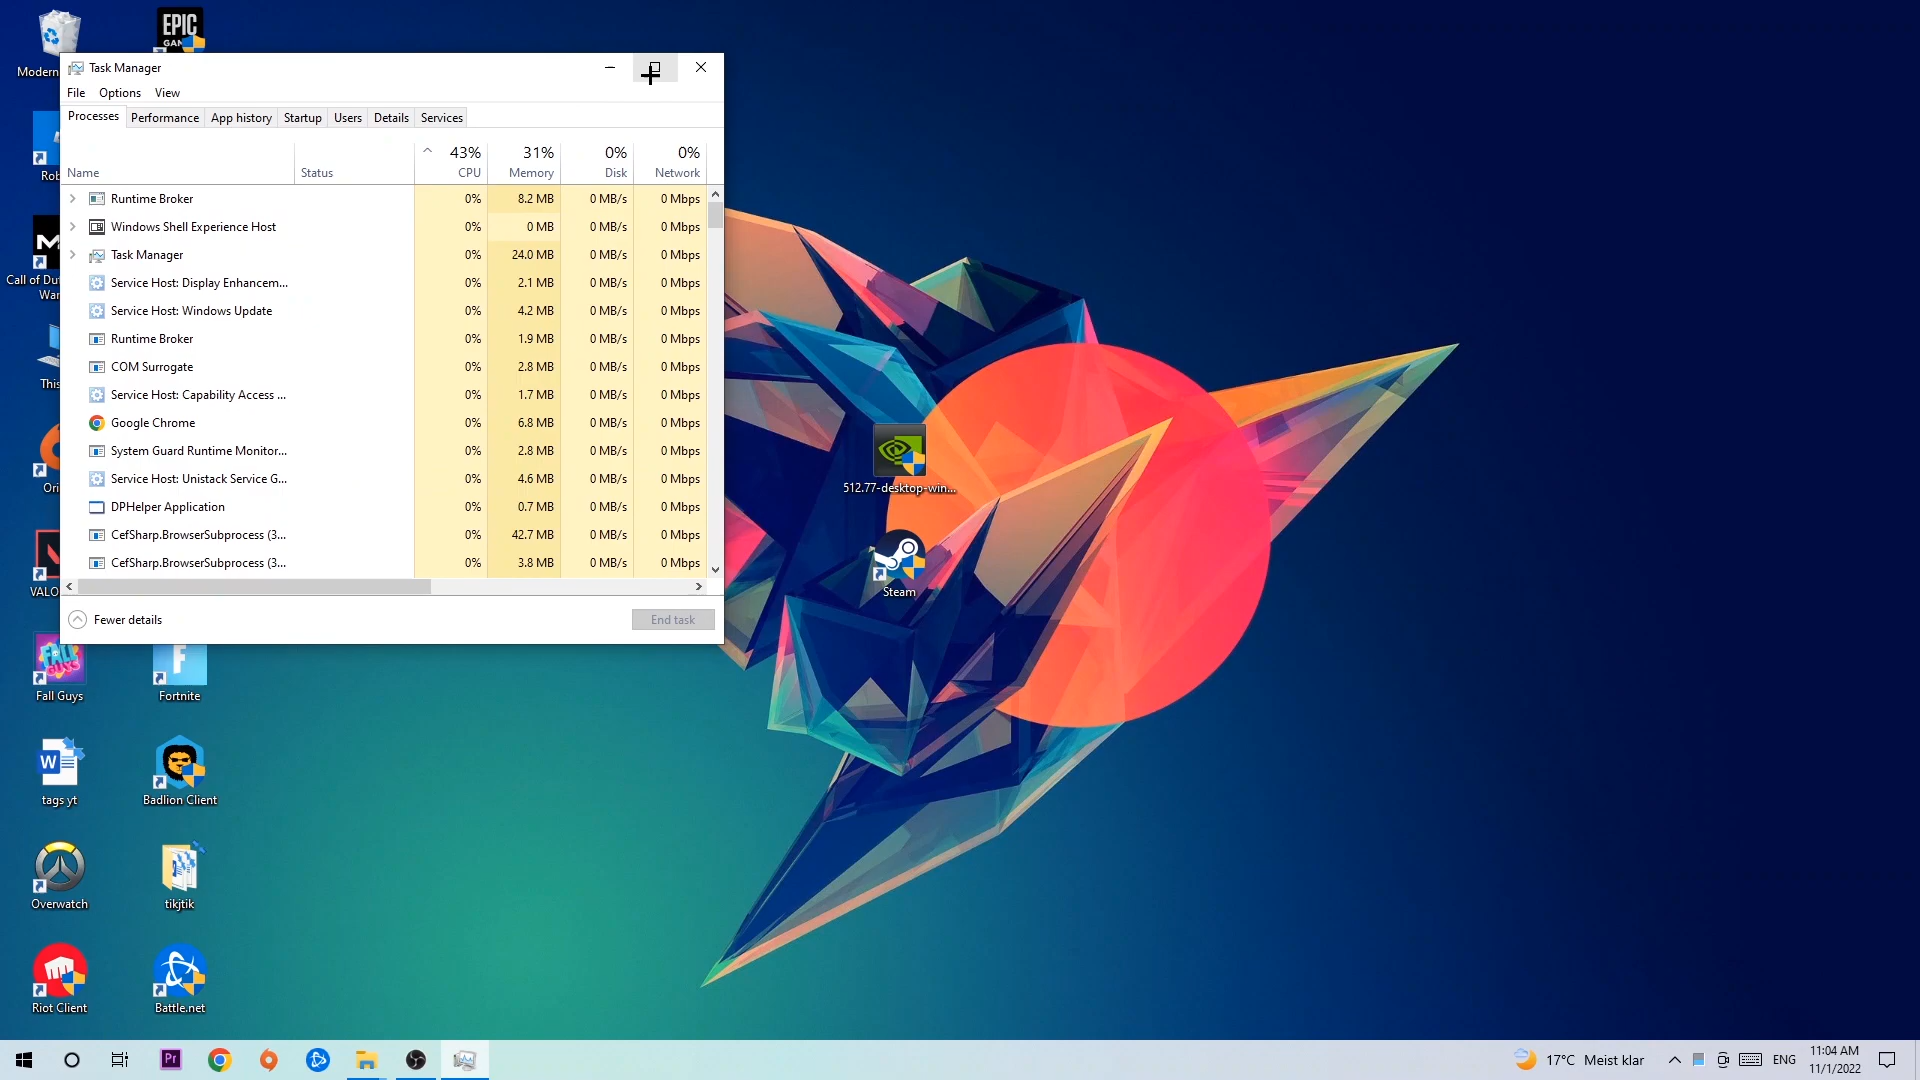 Modern
EPIC
GAM
Task Manager
File Options View
Processes Performance App history Startup Users Details Services
43% 31% 0% 0%
Name Status CPU Memory Disk Network
Runtime Broker 0% 8.2 MB 0 MB/s 0 Mbps
Windows Shell Experience Host 0% 0 MB 0 MB/s 0 Mbps
Task Manager 0% 24.0 MB 0 MB/s 0 Mbps
Service Host: Display Enhancem... 0% 2.1 MB 0 MB/s 0 Mbps
Service Host: Windows Update 0% 4.2 MB 0 MB/s 0 Mbps
Runtime Broker 0% 1.9 MB 0 MB/s 0 Mbps
COM Surrogate 0% 2.8 MB 0 MB/s 0 Mbps
Service Host: Capability Access ... 0% 1.7 MB 0 MB/s 0 Mbps
Google Chrome 0% 6.8 MB 0 MB/s 0 Mbps
System Guard Runtime Monitor... 0% 2.8 MB 0 MB/s 0 Mbps
Service Host: Unistack Service G... 0% 4.6 MB 0 MB/s 0 Mbps
DPHelper Application 0% 0.7 MB 0 MB/s 0 Mbps
CefSharp.BrowserSubprocess (3... 0% 42.7 MB 0 MB/s 0 Mbps
CefSharp.BrowserSubprocess (3... 0% 3.8 MB 0 MB/s 0 Mbps
Fewer details End task
Rob
Call of Du
War
This
Ori
VALO
Fall Guys Fortnite
tags yt Badlion Client
Overwatch tikjtik
Riot Client Battle.net
512.77-desktop-win...
Steam
Pr
17°C Meist klar ENG
11:04 AM
11/1/2022